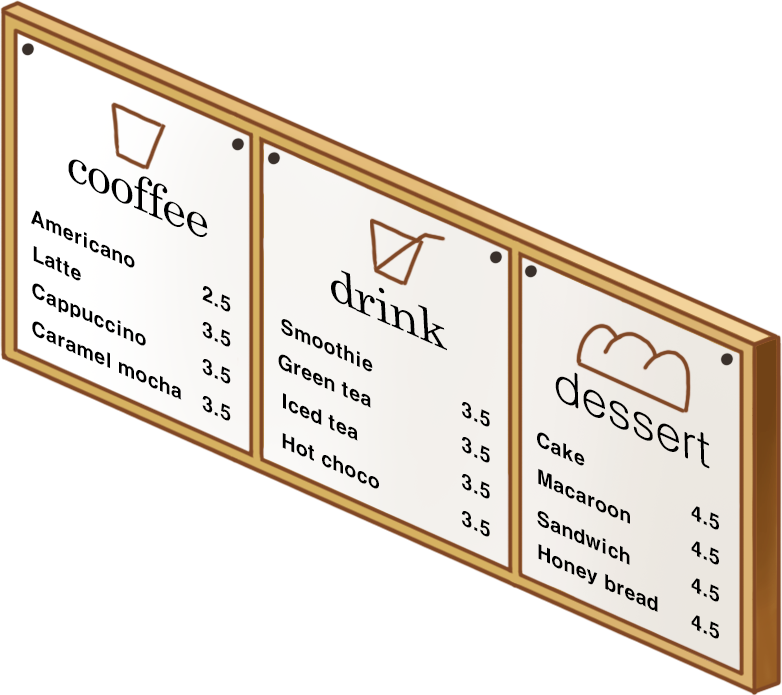 cooffee
Americano 2.5
Latte 3.5
Cappuccino 3.5
Caramel mocha 3.5
drink
Smoothie 3.5
Green tea 3.5
Iced tea 3.5
Hot choco 3.5
dessert
Cake 4.5
Macaroon 4.5
Sandwich 4.5
Honey bread 4.5